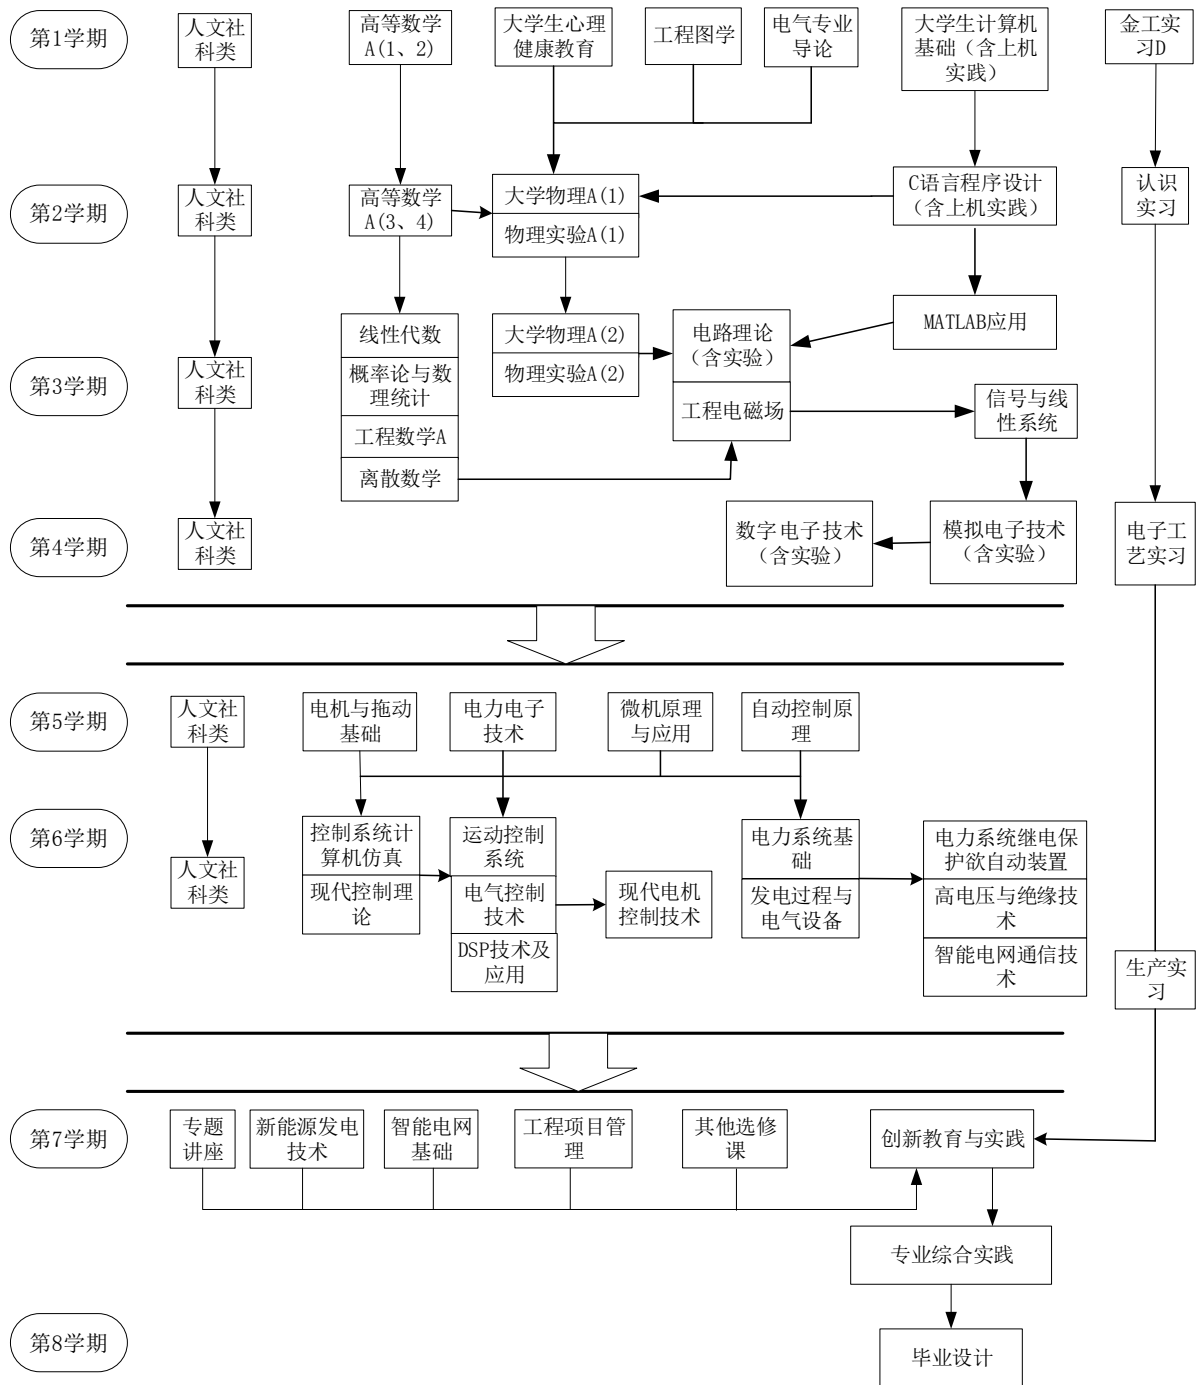 第1学期
人文社
科类
高等数学
A(1、2)
大学生心理
健康教育
工程图学
电气专业
导论
大学生计算机
基础（含上机
实践）
金工实
习D
第2学期
人文社
科类
高等数学
A(3、4)
大学物理A(1)
物理实验A(1)
C语言程序设计
（含上机实践）
认识
实习
第3学期
人文社
科类
线性代数
概率论与数
理统计
工程数学A
离散数学
大学物理A(2)
物理实验A(2)
电路理论
（含实验）
工程电磁场
MATLAB应用
信号与线
性系统
第4学期
人文社
科类
数字电子技术
（含实验）
模拟电子技术
（含实验）
电子工
艺实习
第5学期
人文社
科类
电机与拖动
基础
电力电子
技术
微机原理
与应用
自动控制原
理
第6学期
人文社
科类
控制系统计
算机仿真
现代控制理
论
运动控制
系统
电气控制
技术
DSP技术及
应用
现代电机
控制技术
电力系统基
础
发电过程与
电气设备
电力系统继电保
护欲自动装置
高电压与绝缘技
术
智能电网通信技
术
生产实
习
第7学期
专题
讲座
新能源发电
技术
智能电网
基础
工程项目管
理
其他选修
课
创新教育与实践
专业综合实践
第8学期
毕业设计